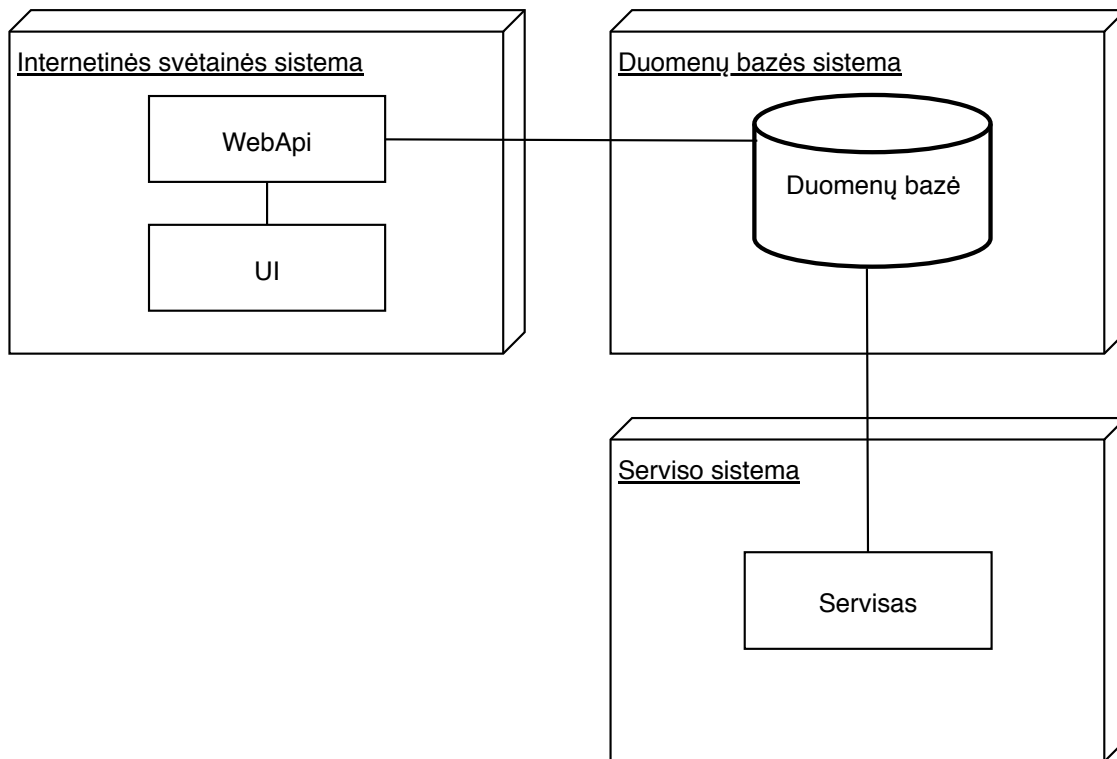 Internetinės svėtainės sistema
WebApi
UI
Duomenų bazės sistema
Duomenų bazė
Serviso sistema
Servisas